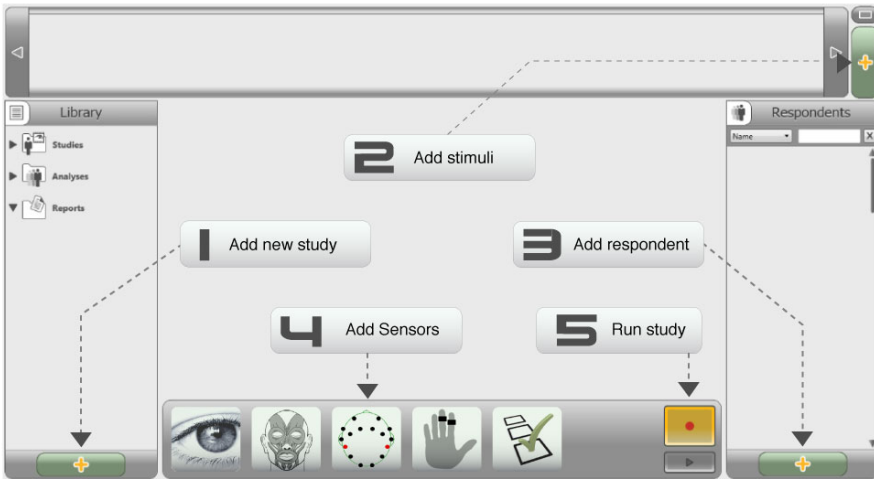 Library
Respondents
Name
X
Studies
2 Add stimuli
Analyses
Reports
1 Add new study
3 Add respondent
4 Add Sensors
5 Run study